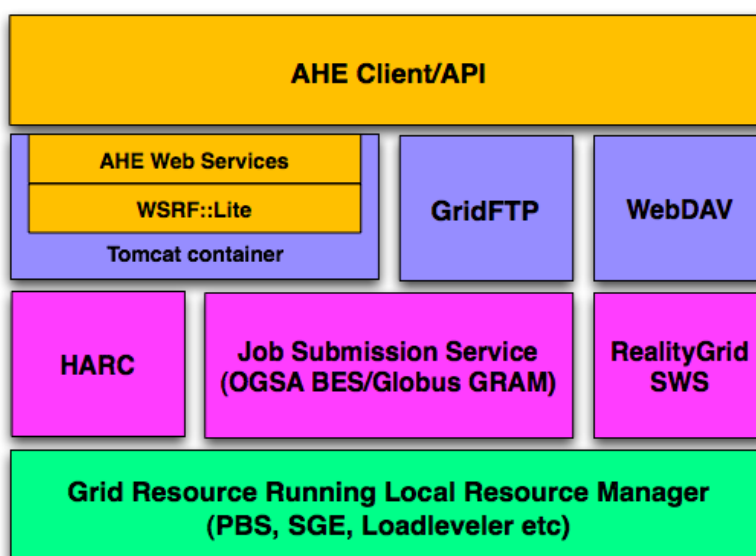 AHE Client/API
AHE Web Services
WSRF::Lite
Tomcat container
GridFTP
WebDAV
HARC
Job Submission Service
(OGSA BES/Globus GRAM)
RealityGrid
SWS
Grid Resource Running Local Resource Manager
(PBS, SGE, Loadleveler etc)